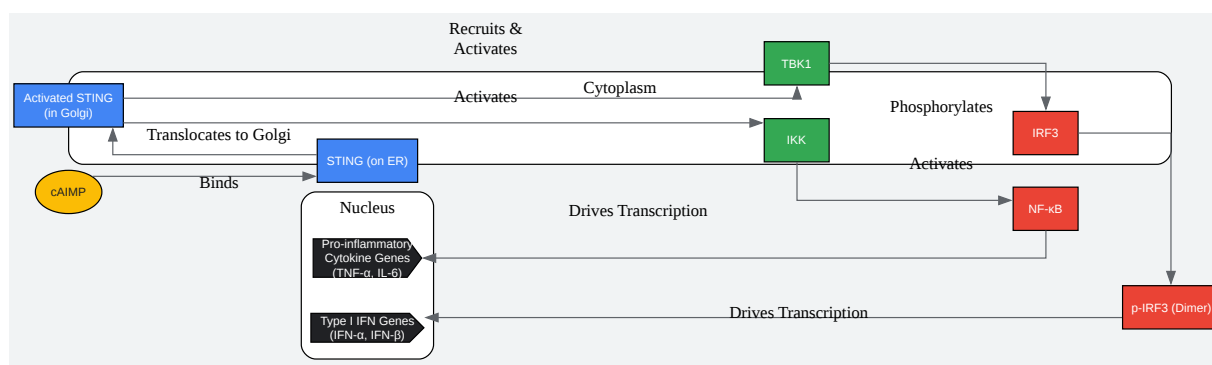 Recruits &
Activates
TBK1
Cytoplasm
Activated STING
(in Golgi)
Activates
Phosphorylates
IRF3
Translocates to Golgi
IKK
STING (on ER)
Activates
cAIMP
Binds
Nucleus
Drives Transcription
NF-κB
Pro-inflammatory
Cytokine Genes
(TNF-α, IL-6)
p-IRF3 (Dimer)
Drives Transcription
Type I IFN Genes
(IFN-α, IFN-β)